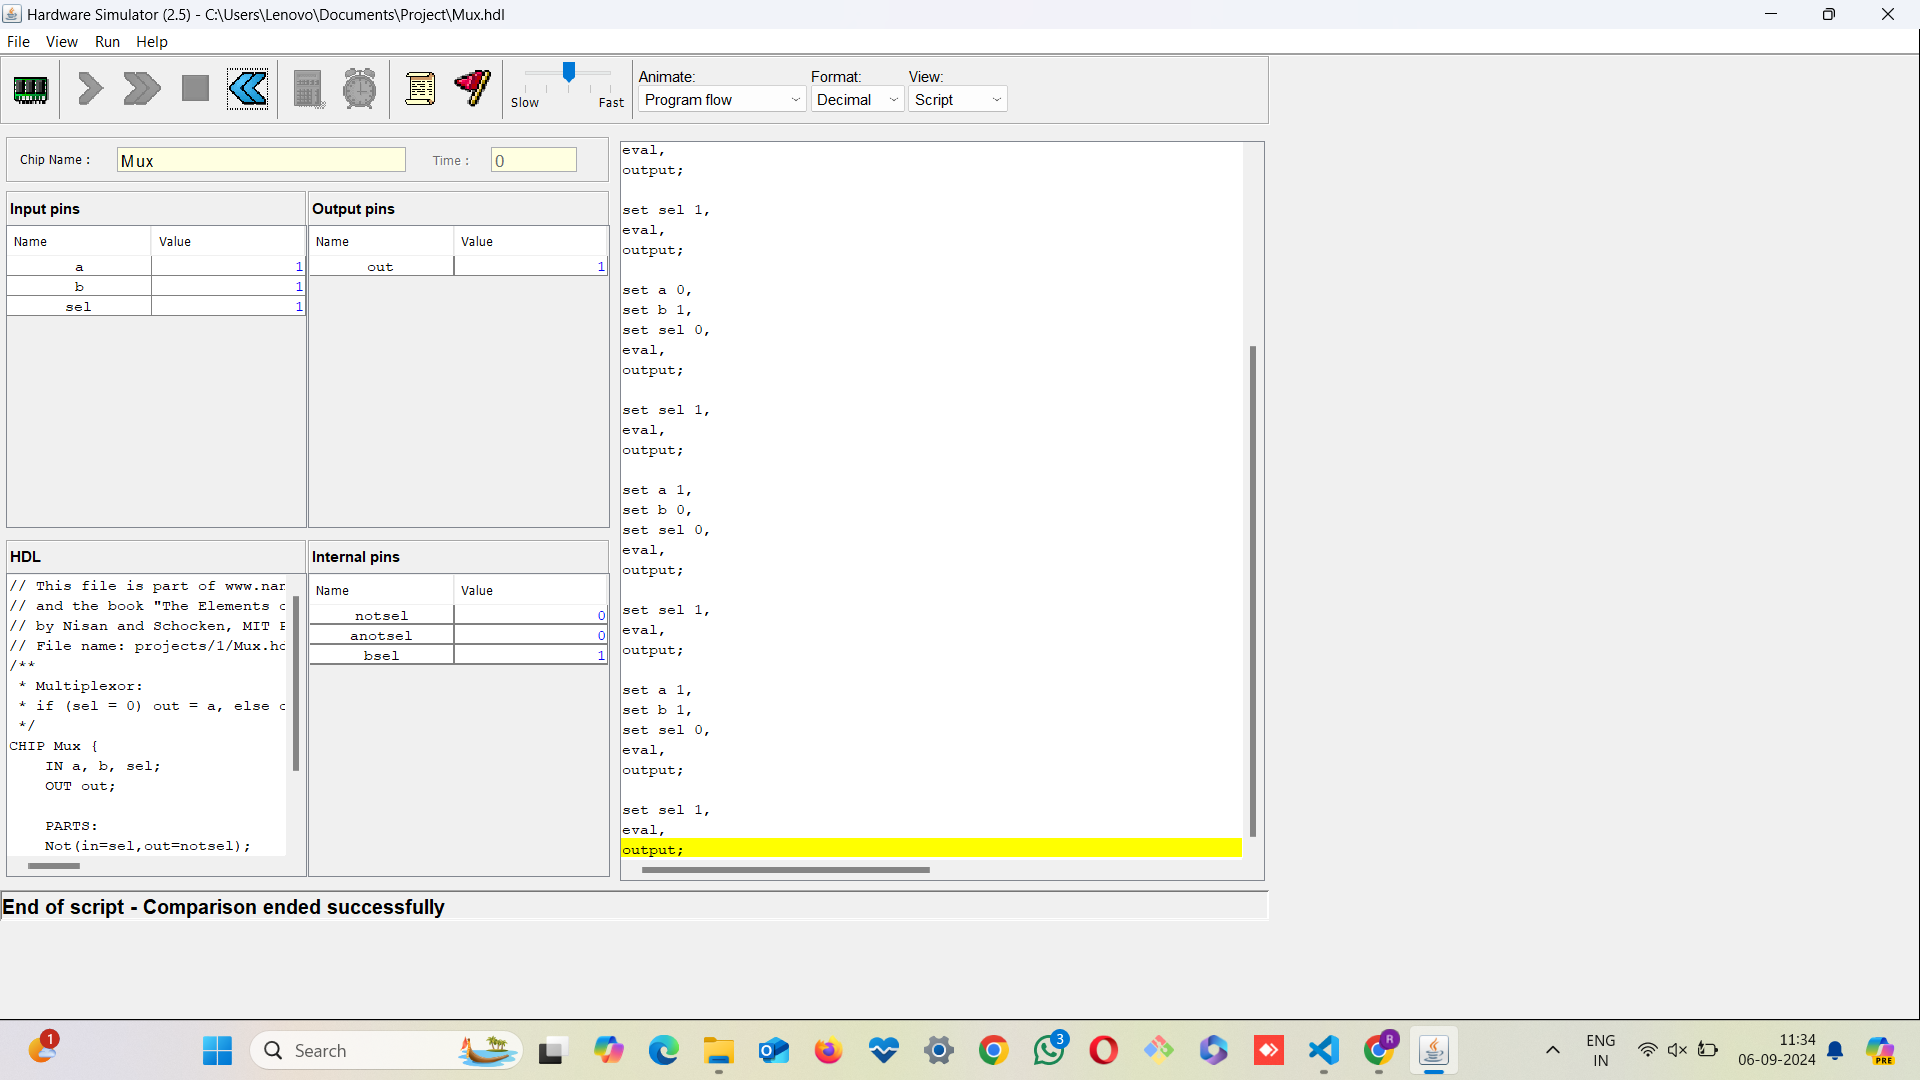 Hardware Simulator (2.5) - C:\Users\Lenovo\Documents\Project\Mux.hdl
File View Run Help
Slow Fast
Animate: Format: View:
Program flow Decimal Script
Chip Name : Mux Time : 0
Input pins
Name Value
a 1
b 1
sel 1
Output pins
Name Value
out 1
HDL
// This file is part of www.nan
// and the book "The Elements o
// by Nisan and Schocken, MIT P
// File name: projects/1/Mux.hd
/**
* Multiplexor:
* if (sel = 0) out = a, else o
*/
CHIP Mux {
IN a, b, sel;
OUT out;
PARTS:
Not(in=sel,out=notsel);
Internal pins
Name Value
notsel 0
anotsel 0
bsel 1
eval,
output;
set sel 1,
eval,
output;
set a 0,
set b 1,
set sel 0,
eval,
output;
set sel 1,
eval,
output;
set a 1,
set b 0,
set sel 0,
eval,
output;
set sel 1,
eval,
output;
set a 1,
set b 1,
set sel 0,
eval,
output;
set sel 1,
eval,
output;
End of script - Comparison ended successfully
1
Search
3
R
ENG
IN
11:34
06-09-2024
PRE